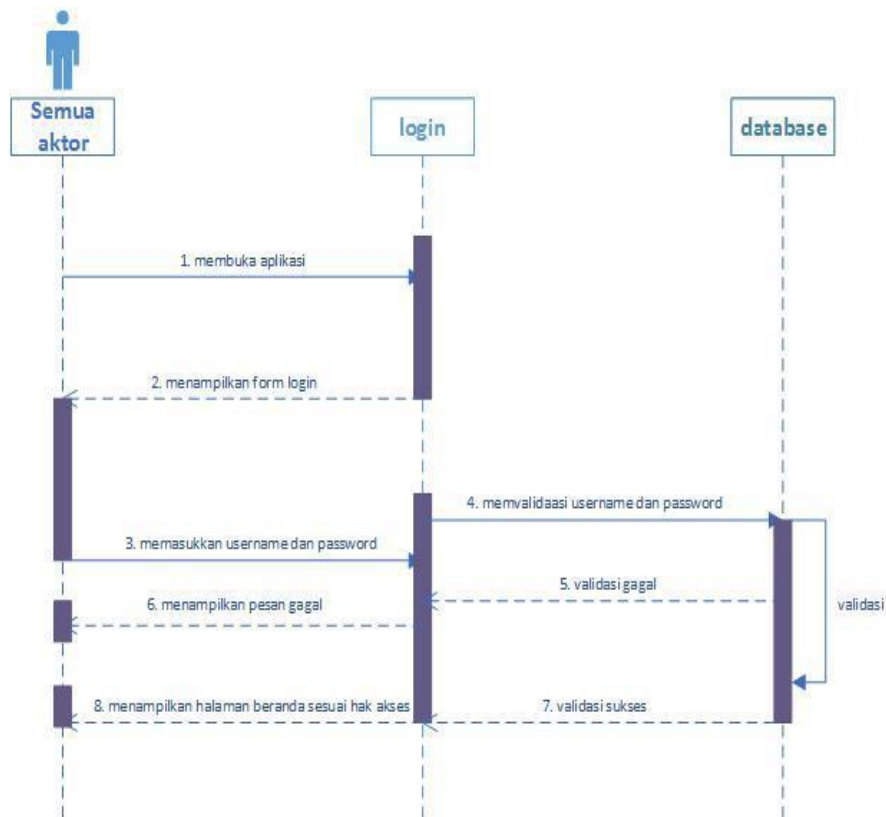 Semua
aktor
login
database
1. membuka aplikasi
2. menampilkan form login
4. memvalidaasi username dan password
3. memasukkan username dan password
5. validasi gagal
6. menampilkan pesan gagal
validasi
8. menampilkan halaman beranda sesuai hak akses
7. validasi sukses